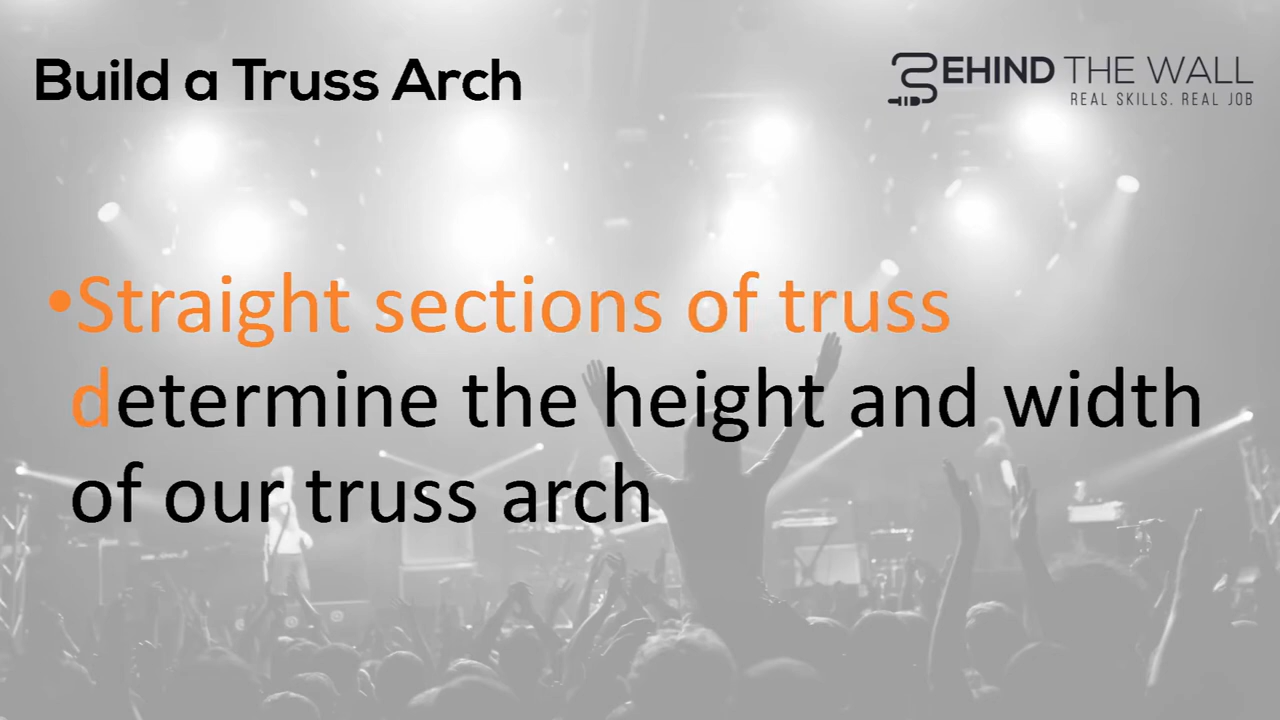 Build a Truss Arch
BEHIND THE WALL
REAL SKILLS. REAL JOB
•Straight sections of truss
determine the height and width
of our truss arch